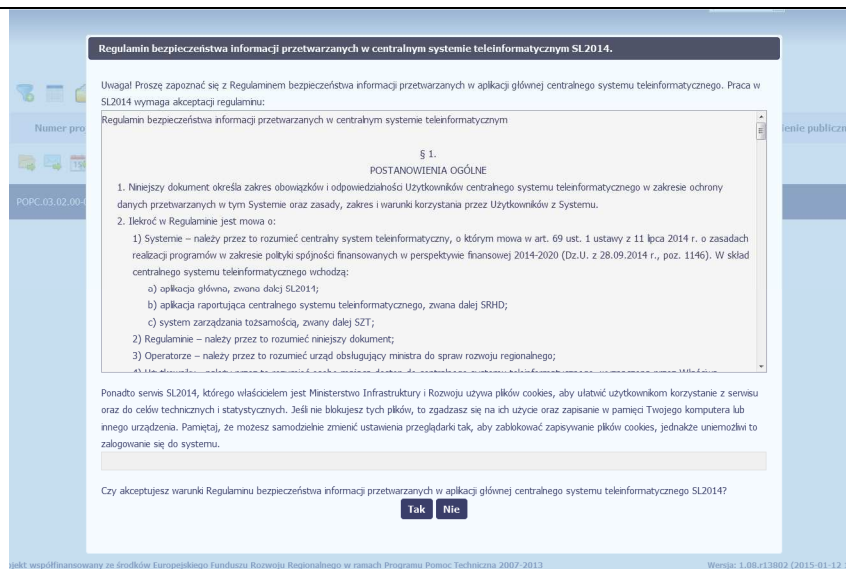 Regulamin bezpieczeństwa informacji przetwarzanych w centralnym systemie teleinformatycznym SL2014.
Uwaga! Proszę zapoznać się z Regulaminem bezpieczeństwa informacji przetwarzanych w aplikacji głównej centralnego systemu teleinformatycznego. Praca w
SL2014 wymaga akceptacji regulaminu:
Regulamin bezpieczeństwa informacji przetwarzanych w centralnym systemie teleinformatycznym
Numer pro
ienie publiczn
§ 1.
POSTANOWIENIA OGÓLNE
1. Niniejszy dokument określa zakres obowiązków i odpowiedzialności Użytkowników centralnego systemu teleinformatycznego w zakresie ochrony
danych przetwarzanych w tym Systemie oraz zasady, zakres i warunki korzystania przez Użytkowników z Systemu.
POPC.03.02.00-0
2. Ilekroć w Regulaminie jest mowa o:
1) Systemie – należy przez to rozumieć centralny system teleinformatyczny, o którym mowa w art. 69 ust. 1 ustawy z 11 lipca 2014 r. o zasadach
realizacji programów w zakresie polityki spójności finansowanych w perspektywie finansowej 2014-2020 (Dz.U. z 28.09.2014 r., poz. 1146). W skład
centralnego systemu teleinformatycznego wchodzą:
a) aplikacja główna, zwana dalej SL2014;
b) aplikacja raportująca centralnego systemu teleinformatycznego, zwana dalej SRHD;
c) system zarządzania tożsamością, zwany dalej SZT;
2) Regulaminie – należy przez to rozumieć niniejszy dokument;
3) Operatorze – należy przez to rozumieć urząd obsługujący ministra do spraw rozwoju regionalnego;
Ponadto serwis SL2014, którego właścicielem jest Ministerstwo Infrastruktury i Rozwoju używa plików cookies, aby ułatwić użytkownikom korzystanie z serwisu
oraz do celów technicznych i statystycznych. Jeśli nie blokujesz tych plików, to zgadzasz się na ich użycie oraz zapisanie w pamięci Twojego komputera lub
innego urządzenia. Pamiętaj, że możesz samodzielnie zmienić ustawienia przeglądarki tak, aby zablokować zapisywanie plików cookies, jednakże uniemożliwi to
zalogowanie się do systemu.
Czy akceptujesz warunki Regulaminu bezpieczeństwa informacji przetwarzanych w aplikacji głównej centralnego systemu teleinformatycznego SL2014?
Tak Nie
ojekt współfinansowany ze środków Europejskiego Funduszu Rozwoju Regionalnego w ramach Programu Pomoc Techniczna 2007-2013
Wersja: 1.08.r13802 (2015-01-12